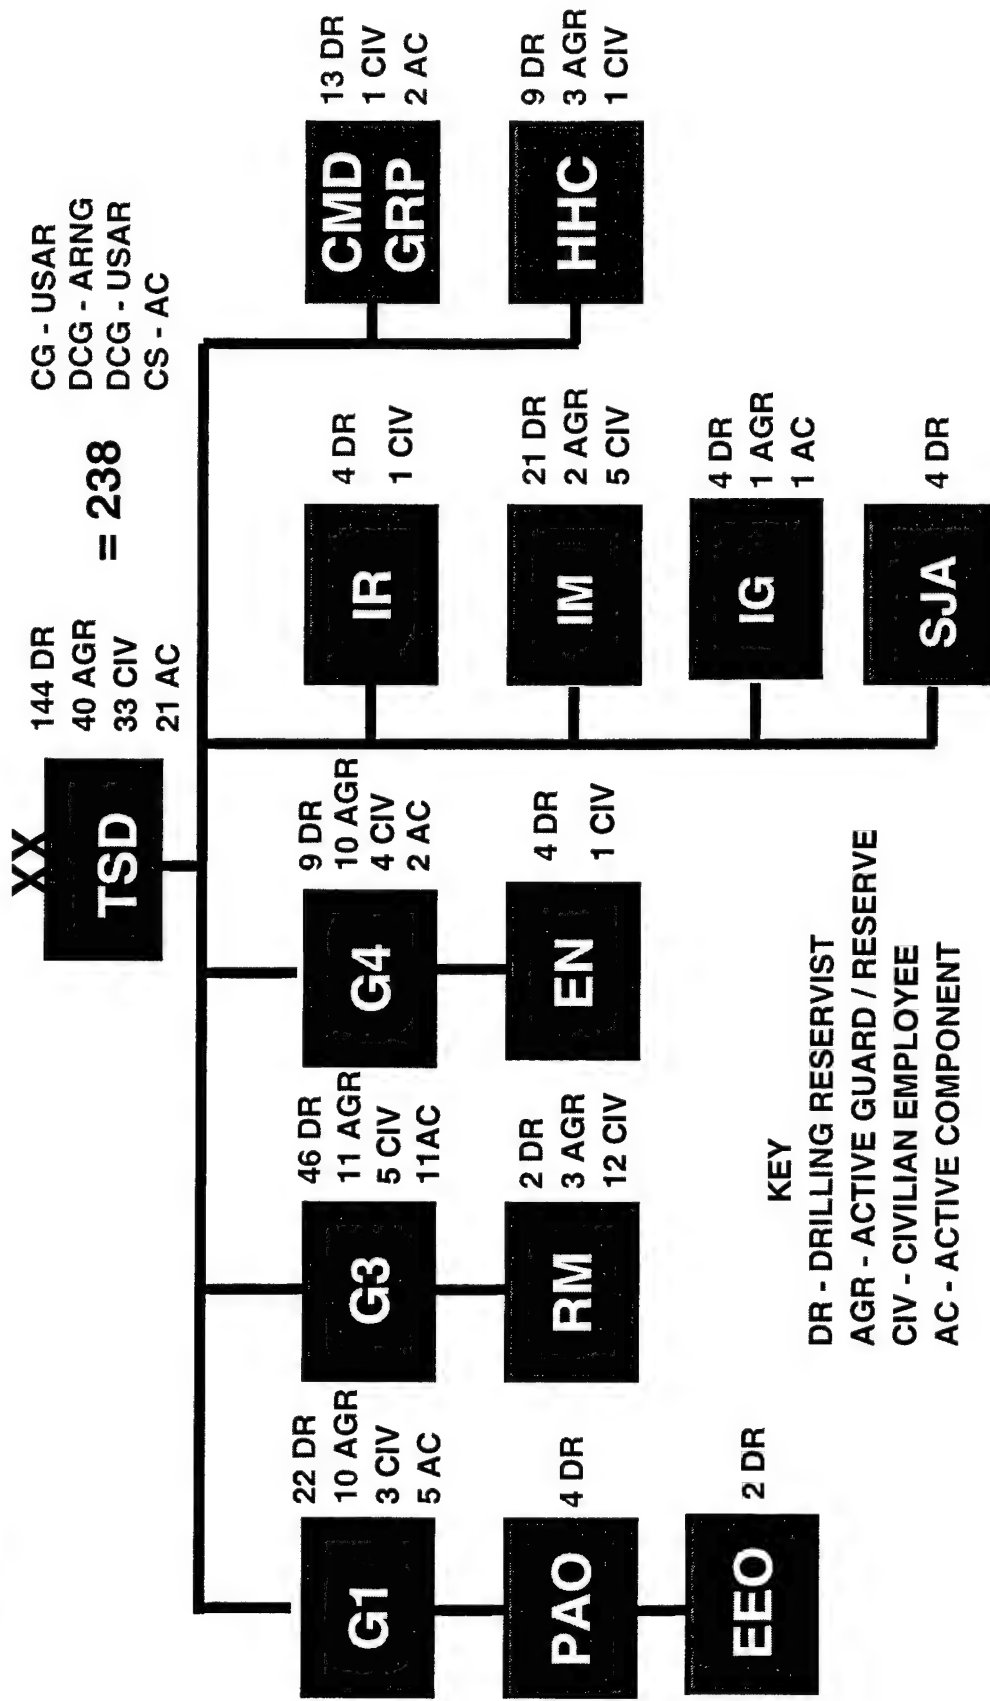 XX
TSD
144 DR
40 AGR
33 CIV
21 AC
= 238
CG - USAR
DCG - ARNG
DCG - USAR
CS - AC
G1
22 DR
10 AGR
3 CIV
5 AC
PAO
4 DR
EEO
2 DR
G3
46 DR
11 AGR
5 CIV
11AC
RM
2 DR
3 AGR
12 CIV
G4
9 DR
10 AGR
4 CIV
2 AC
EN
4 DR
1 CIV
IR
4 DR
1 CIV
IM
21 DR
2 AGR
5 CIV
IG
4 DR
1 AGR
1 AC
SJA
4 DR
CMD
GRP
13 DR
1 CIV
2 AC
HHC
9 DR
3 AGR
1 CIV
KEY
DR - DRILLING RESERVIST
AGR - ACTIVE GUARD / RESERVE
CIV - CIVILIAN EMPLOYEE
AC - ACTIVE COMPONENT